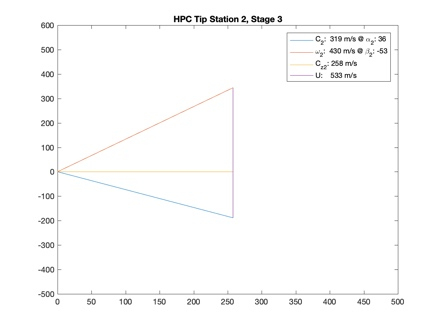 HPC Tip Station 2, Stage 3
600
500
400
300
200
100
0
-100
-200
-300
-400
-500
0 50 100 150 200 250 300 350 400 450 500
C2: 319 m/s @ α2: 36
ω2: 430 m/s @ β2: -53
Cz2: 258 m/s
U: 533 m/s